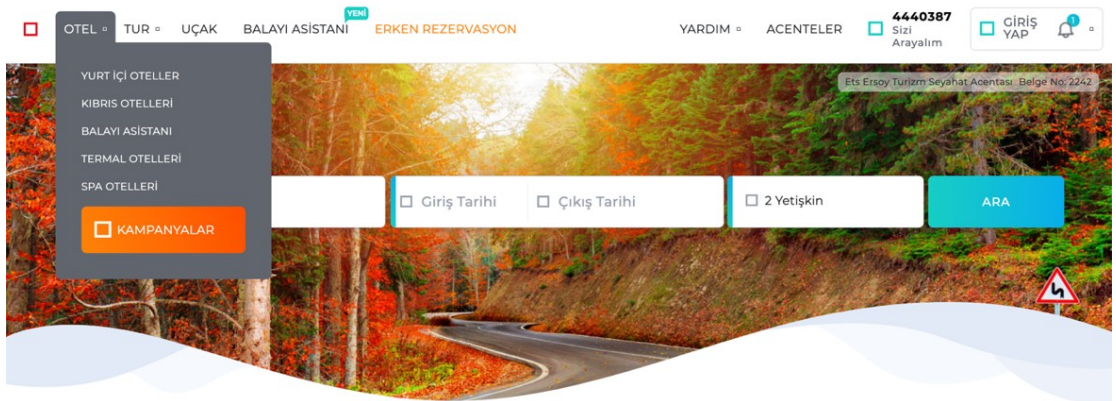 OTEL
TUR
UÇAK
BALAYI ASİSTANI
YENİ
ERKEN REZERVASYON
YARDIM
ACENTELER
4440387
Sizi
Arayalım
GİRİŞ
YAP
1
YURT İÇİ OTELLER
KIBRIS OTELLERİ
BALAYI ASİSTANI
TERMAL OTELLERİ
SPA OTELLERİ
KAMPANYALAR
Ets Ersoy Turizm Seyahat Acentası Belge No: 2242
Giriş Tarihi
Çıkış Tarihi
2 Yetişkin
ARA